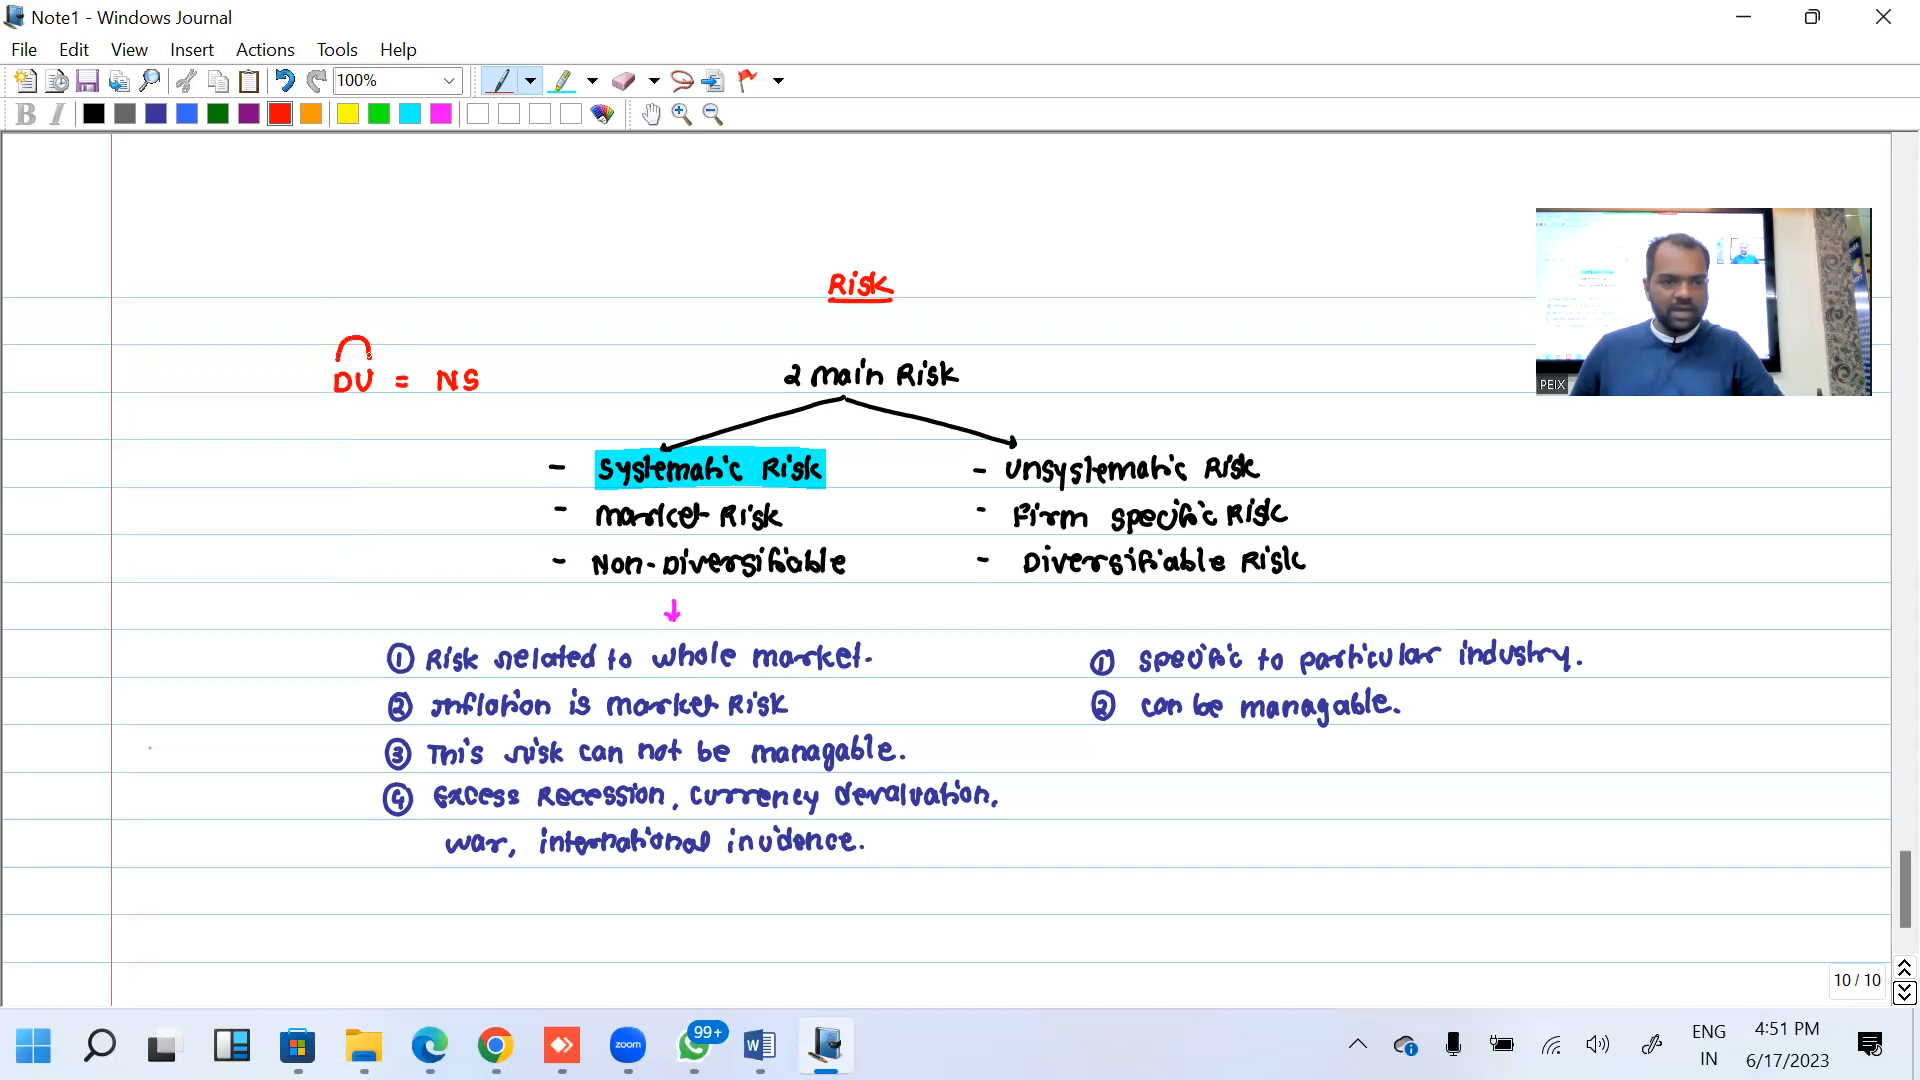 Note1 - Windows Journal
File Edit View Insert Actions Tools Help
100%
B I
Risk
DU = NS
2 main Risk
- Systematic Risk
- Market Risk
- Non-Diversifiable
- Unsystematic Risk
- Firm specific Risk
- Diversifiable Risk
① Risk related to whole market.
② Inflation is Market Risk
③ This risk can not be managable.
④ Excess Recession, currency devaluation,
war, international incidence.
① specific to particular industry.
② can be managable.
PEIX
10 / 10
99+
zoom
ENG
IN
4:51 PM
6/17/2023